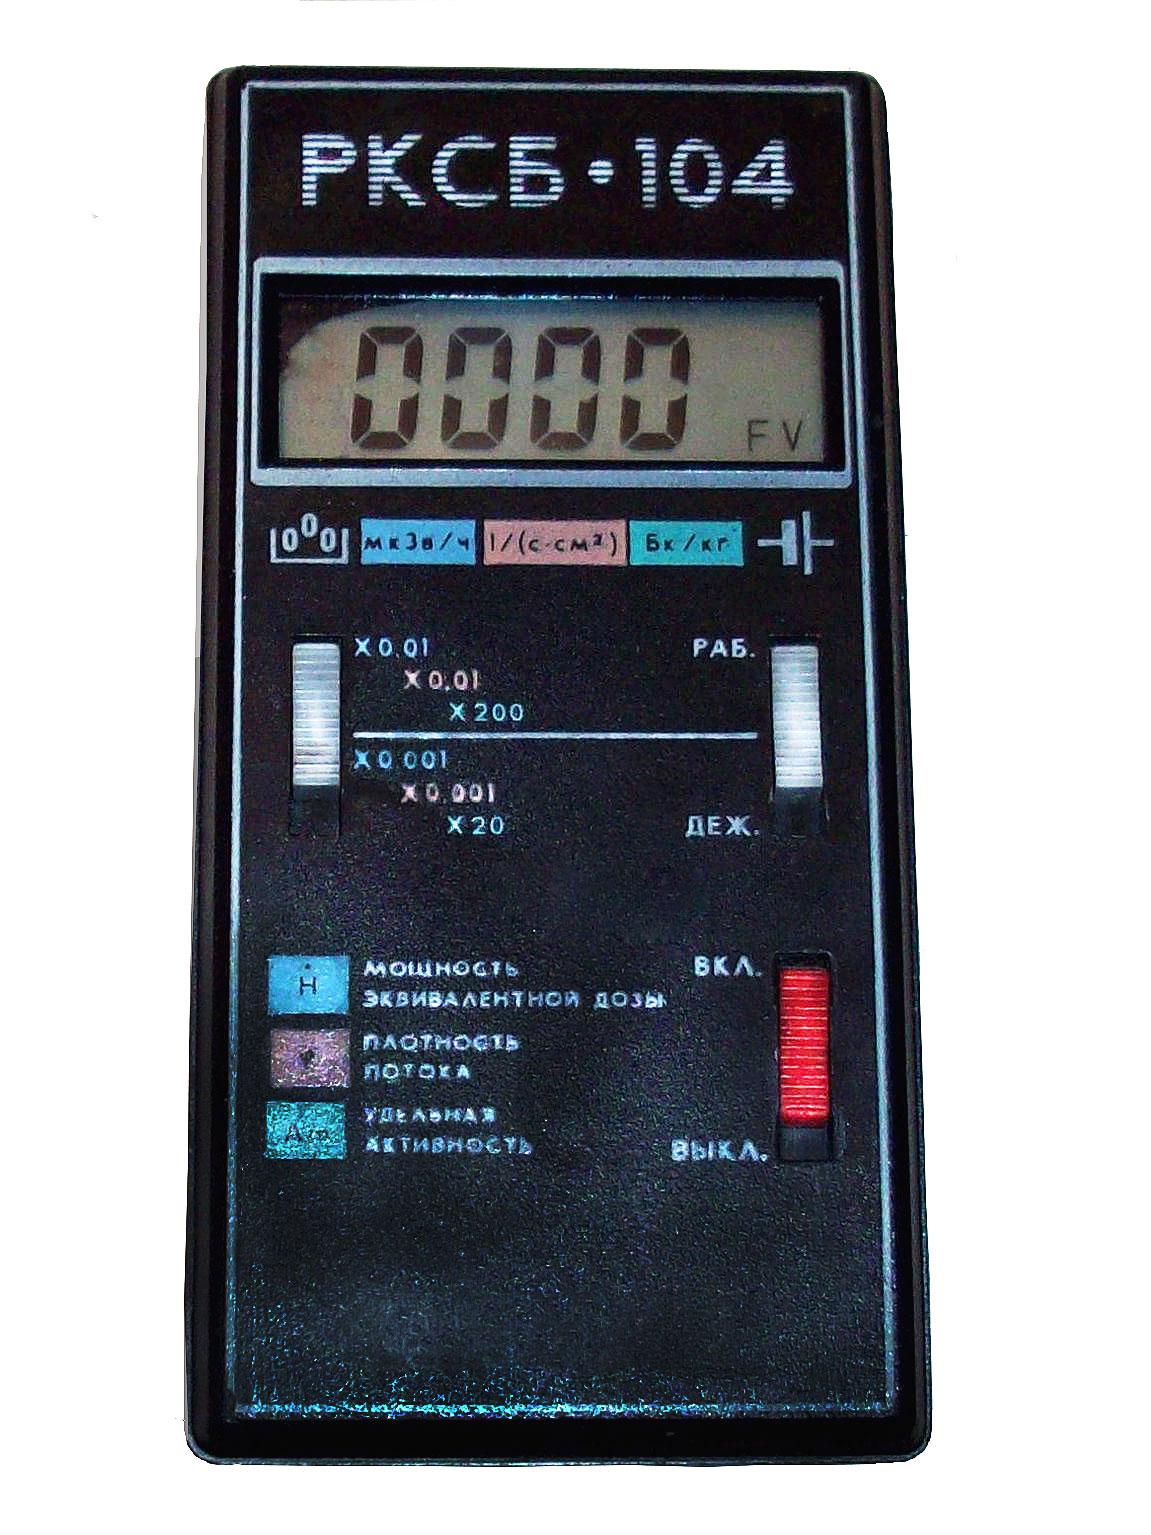 РКСБ·104
0000 F V
мкЗв/ч 1/(с·см²) Бк/кг
X 0.01
X 0.01
X 200
X 0.001
X 0.001
X 20
РАБ.
ДЕЖ.
Ḣ МОЩНОСТЬ
ЭКВИВАЛЕНТНОЙ ДОЗЫ
ПЛОТНОСТЬ
ПОТОКА
УДЕЛЬНАЯ
АКТИВНОСТЬ
ВКЛ.
ВЫКЛ.